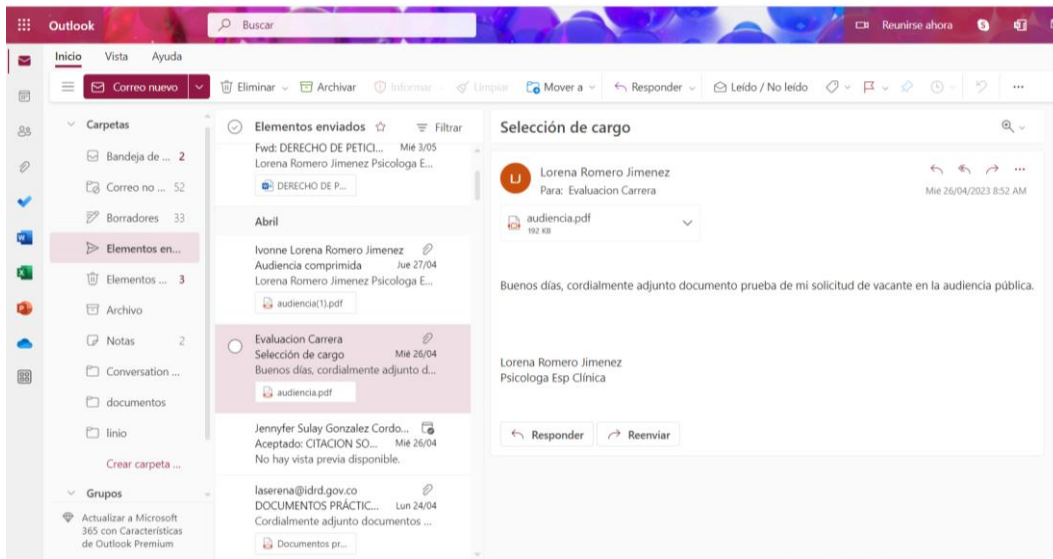 Outlook
Buscar
Reunirse ahora
Inicio Vista Ayuda
Correo nuevo
Eliminar
Archivar
Informar
Limpiar
Mover a
Responder
Leído / No leído
Carpetas
Bandeja de ... 2
Correo no ... 52
Borradores 33
Elementos en...
Elementos ... 3
Archivo
Notas 2
Conversation ...
documentos
linio
Crear carpeta ...
Grupos
Actualizar a Microsoft
365 con Características
de Outlook Premium
Elementos enviados
Filtrar
Fwd: DERECHO DE PETICI... Mié 3/05
Lorena Romero Jimenez Psicologa E...
DERECHO DE P...
Abril
Ivonne Lorena Romero Jimenez
Audiencia comprimida Jue 27/04
Lorena Romero Jimenez Psicologa E...
audiencia(1).pdf
Evaluacion Carrera
Selección de cargo Mié 26/04
Buenos días, cordialmente adjunto d...
audiencia.pdf
Jennyfer Sulay Gonzalez Cordo...
Aceptado: CITACION SO... Mié 26/04
No hay vista previa disponible.
laserena@idrd.gov.co
DOCUMENTOS PRÁCTIC... Lun 24/04
Cordialmente adjunto documentos ...
Documentos pr...
Selección de cargo
LJ
Lorena Romero Jimenez
Para: Evaluacion Carrera
Mié 26/04/2023 8:52 AM
audiencia.pdf
192 KB
Buenos días, cordialmente adjunto documento prueba de mi solicitud de vacante en la audiencia pública.
Lorena Romero Jimenez
Psicologa Esp Clínica
Responder
Reenviar